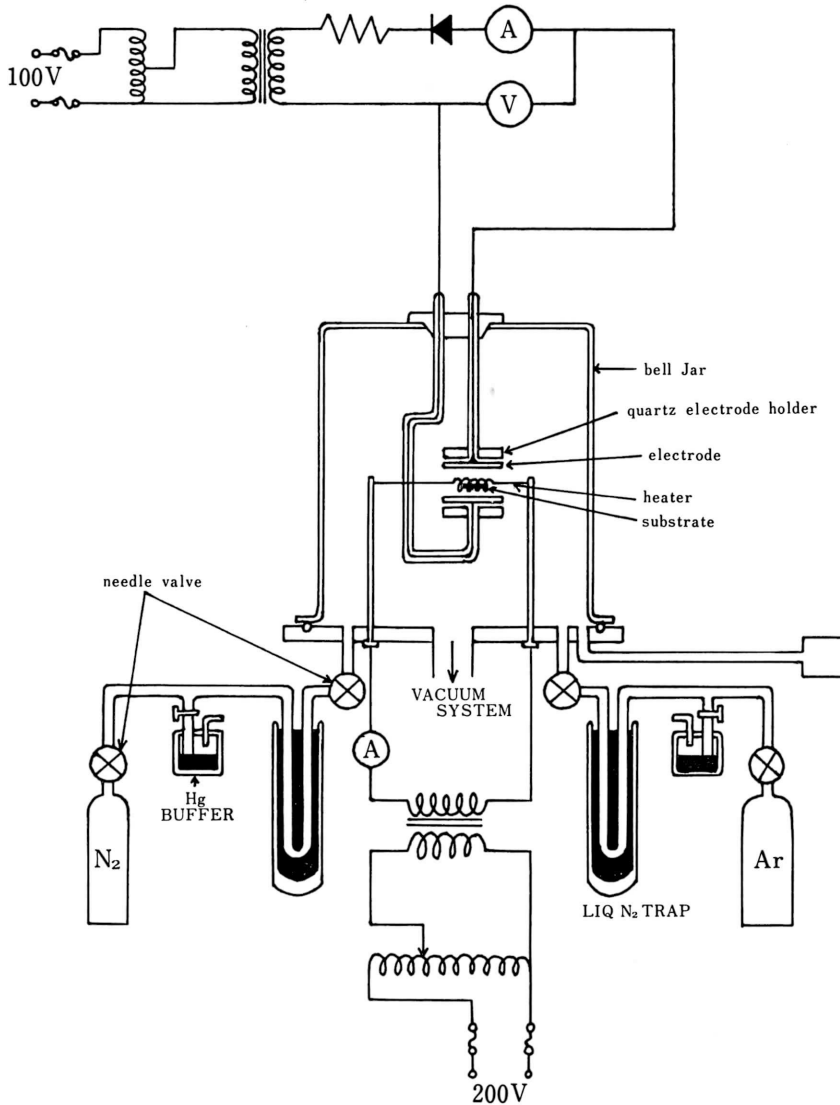 100V
A
V
bell Jar
quartz electrode holder
electrode
heater
substrate
needle valve
VACUUM
SYSTEM
A
Hg
BUFFER
N₂
Ar
LIQ N₂ TRAP
200V